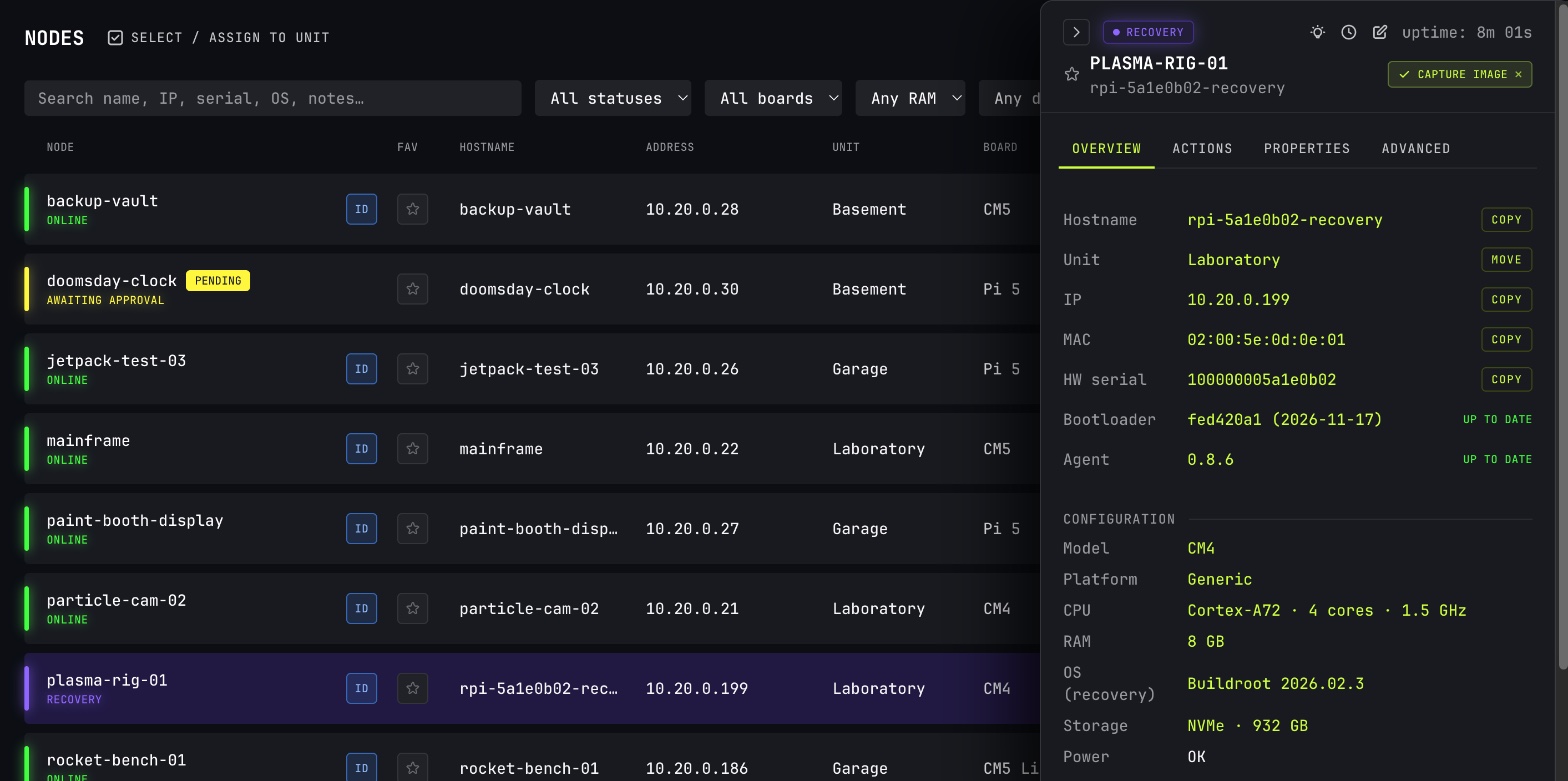 NODES SELECT / ASSIGN TO UNIT
Search name, IP, serial, OS, notes… All statuses All boards Any RAM Any d
NODE FAV HOSTNAME ADDRESS UNIT BOARD
backup-vault ID backup-vault 10.20.0.28 Basement CM5
ONLINE
doomsday-clock PENDING doomsday-clock 10.20.0.30 Basement Pi 5
AWAITING APPROVAL
jetpack-test-03 ID jetpack-test-03 10.20.0.26 Garage Pi 5
ONLINE
mainframe ID mainframe 10.20.0.22 Laboratory CM5
ONLINE
paint-booth-display ID paint-booth-disp… 10.20.0.27 Garage Pi 5
ONLINE
particle-cam-02 ID particle-cam-02 10.20.0.21 Laboratory CM4
ONLINE
plasma-rig-01 ID rpi-5a1e0b02-rec… 10.20.0.199 Laboratory CM4
RECOVERY
rocket-bench-01 ID rocket-bench-01 10.20.0.186 Garage CM5 Li
ONLINE
RECOVERY uptime: 8m 01s
PLASMA-RIG-01
rpi-5a1e0b02-recovery
CAPTURE IMAGE ×
OVERVIEW ACTIONS PROPERTIES ADVANCED
Hostname rpi-5a1e0b02-recovery COPY
Unit Laboratory MOVE
IP 10.20.0.199 COPY
MAC 02:00:5e:0d:0e:01 COPY
HW serial 100000005a1e0b02 COPY
Bootloader fed420a1 (2026-11-17) UP TO DATE
Agent 0.8.6 UP TO DATE
CONFIGURATION
Model CM4
Platform Generic
CPU Cortex-A72 · 4 cores · 1.5 GHz
RAM 8 GB
OS (recovery) Buildroot 2026.02.3
Storage NVMe · 932 GB
Power OK